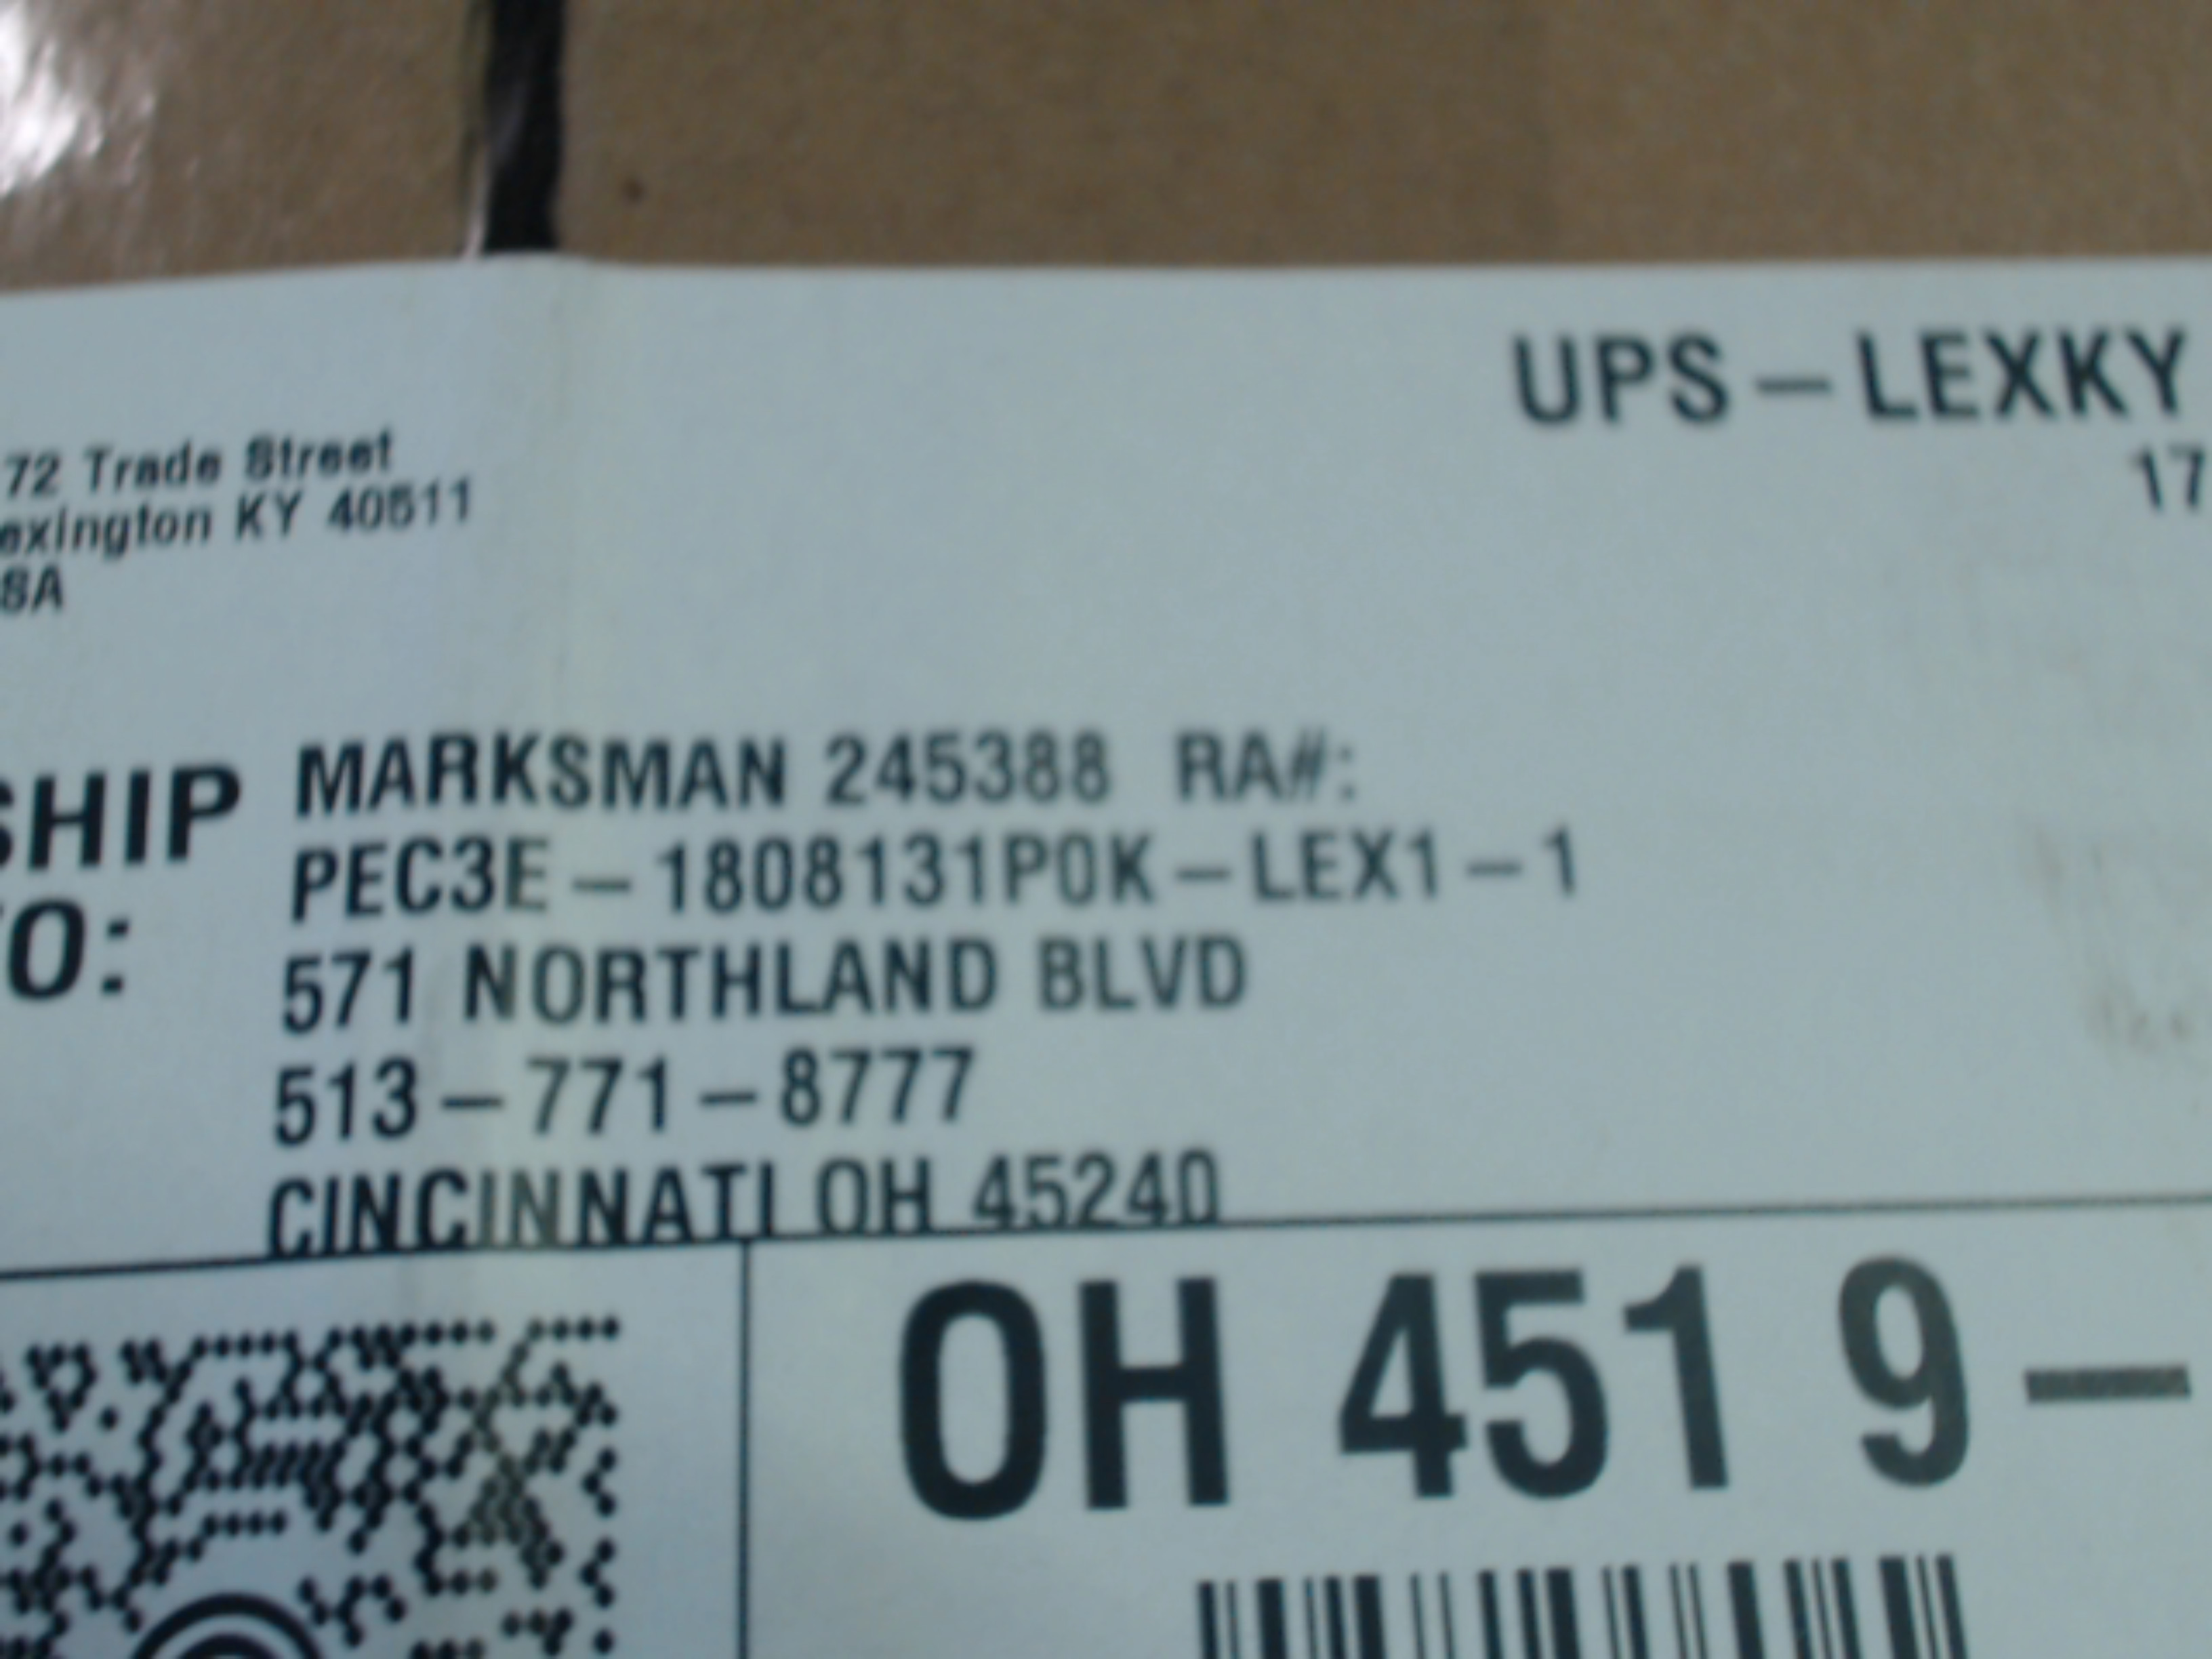 UPS-LEXKY
17
72 Trade Street
exington KY 40511
SA
SHIP
TO:
MARKSMAN 245388 RA#:
PEC3E-1808131P0K-LEX1-1
571 NORTHLAND BLVD
513-771-8777
CINCINNATI OH 45240
OH 451 9-